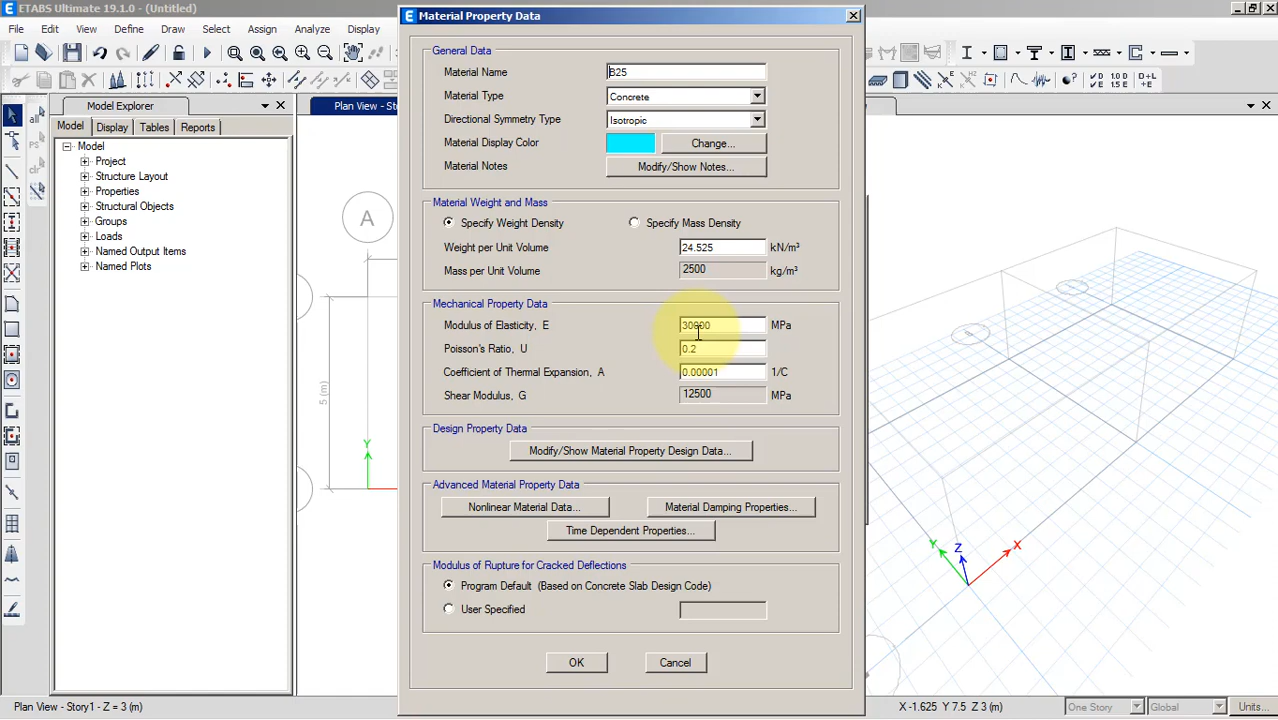 ETABS Ultimate 19.1.0 - (Untitled)
File Edit View Define Draw Select Assign Analyze Display
Model Explorer
Model Display Tables Reports
Model
Project
Structure Layout
Properties
Structural Objects
Groups
Loads
Named Output Items
Named Plots
Plan View - Sto
A
5 (m)
Y
Material Property Data
General Data
Material Name B25
Material Type Concrete
Directional Symmetry Type Isotropic
Material Display Color Change...
Material Notes Modify/Show Notes...
Material Weight and Mass
Specify Weight Density Specify Mass Density
Weight per Unit Volume 24.525 kN/m³
Mass per Unit Volume 2500 kg/m³
Mechanical Property Data
Modulus of Elasticity, E 30000 MPa
Poisson's Ratio, U 0.2
Coefficient of Thermal Expansion, A 0.00001 1/C
Shear Modulus, G 12500 MPa
Design Property Data
Modify/Show Material Property Design Data...
Advanced Material Property Data
Nonlinear Material Data... Material Damping Properties...
Time Dependent Properties...
Modulus of Rupture for Cracked Deflections
Program Default (Based on Concrete Slab Design Code)
User Specified
OK Cancel
Y Z X
Plan View - Story1 - Z = 3 (m) X -1.625 Y 7.5 Z 3 (m) One Story Global Units...